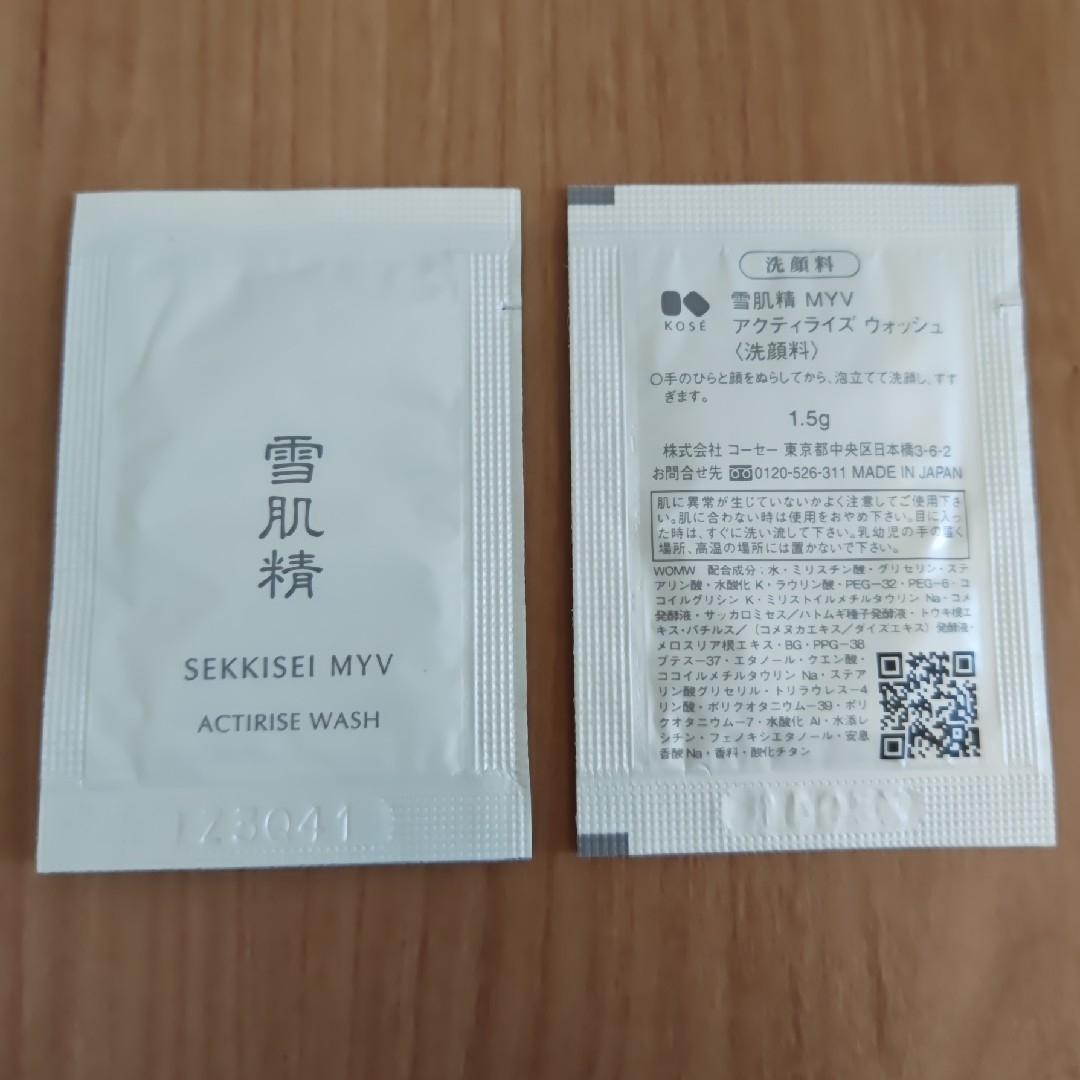 雪
肌
精
SEKKISEI MYV
ACTIRISE WASH
Z3041
洗顔料
KOSÉ
雪肌精 MYV
アクティライズ ウォッシュ
〈洗顔料〉
○手のひらと顔をぬらしてから、泡立てて洗顔し、すす
ぎます。
1.5g
株式会社 コーセー 東京都中央区日本橋3-6-2
お問合せ先 0120-526-311 MADE IN JAPAN
肌に異常が生じていないかよく注意してご使用下さ
い。肌に合わない時は使用をおやめ下さい。目に入っ
た時は、すぐに洗い流して下さい。乳幼児の手の届く
場所、高温の場所には置かないで下さい。
WOMW 配合成分:水・ミリスチン酸・グリセリン・ステ
アリン酸・水酸化 K・ラウリン酸・PEG-32・PEG-6・コ
コイルグリシン K・ミリストイルメチルタウリン Na・コメ
発酵液・サッカロミセス/ハトムギ種子発酵液・トウキ根エ
キス・バチルス/(コメヌカエキス/ダイズエキス)発酵液・
メロスリア根エキス・BG・PPG-38
ブテス-37・エタノール・クエン酸・
ココイルメチルタウリン Na・ステア
リン酸グリセリル・トリラウレス-4
リン酸・ポリクオタニウム-39・ポリ
クオタニウム-7・水酸化 Al・水添レ
シチン・フェノキシエタノール・安息
香酸Na・香料・酸化チタン